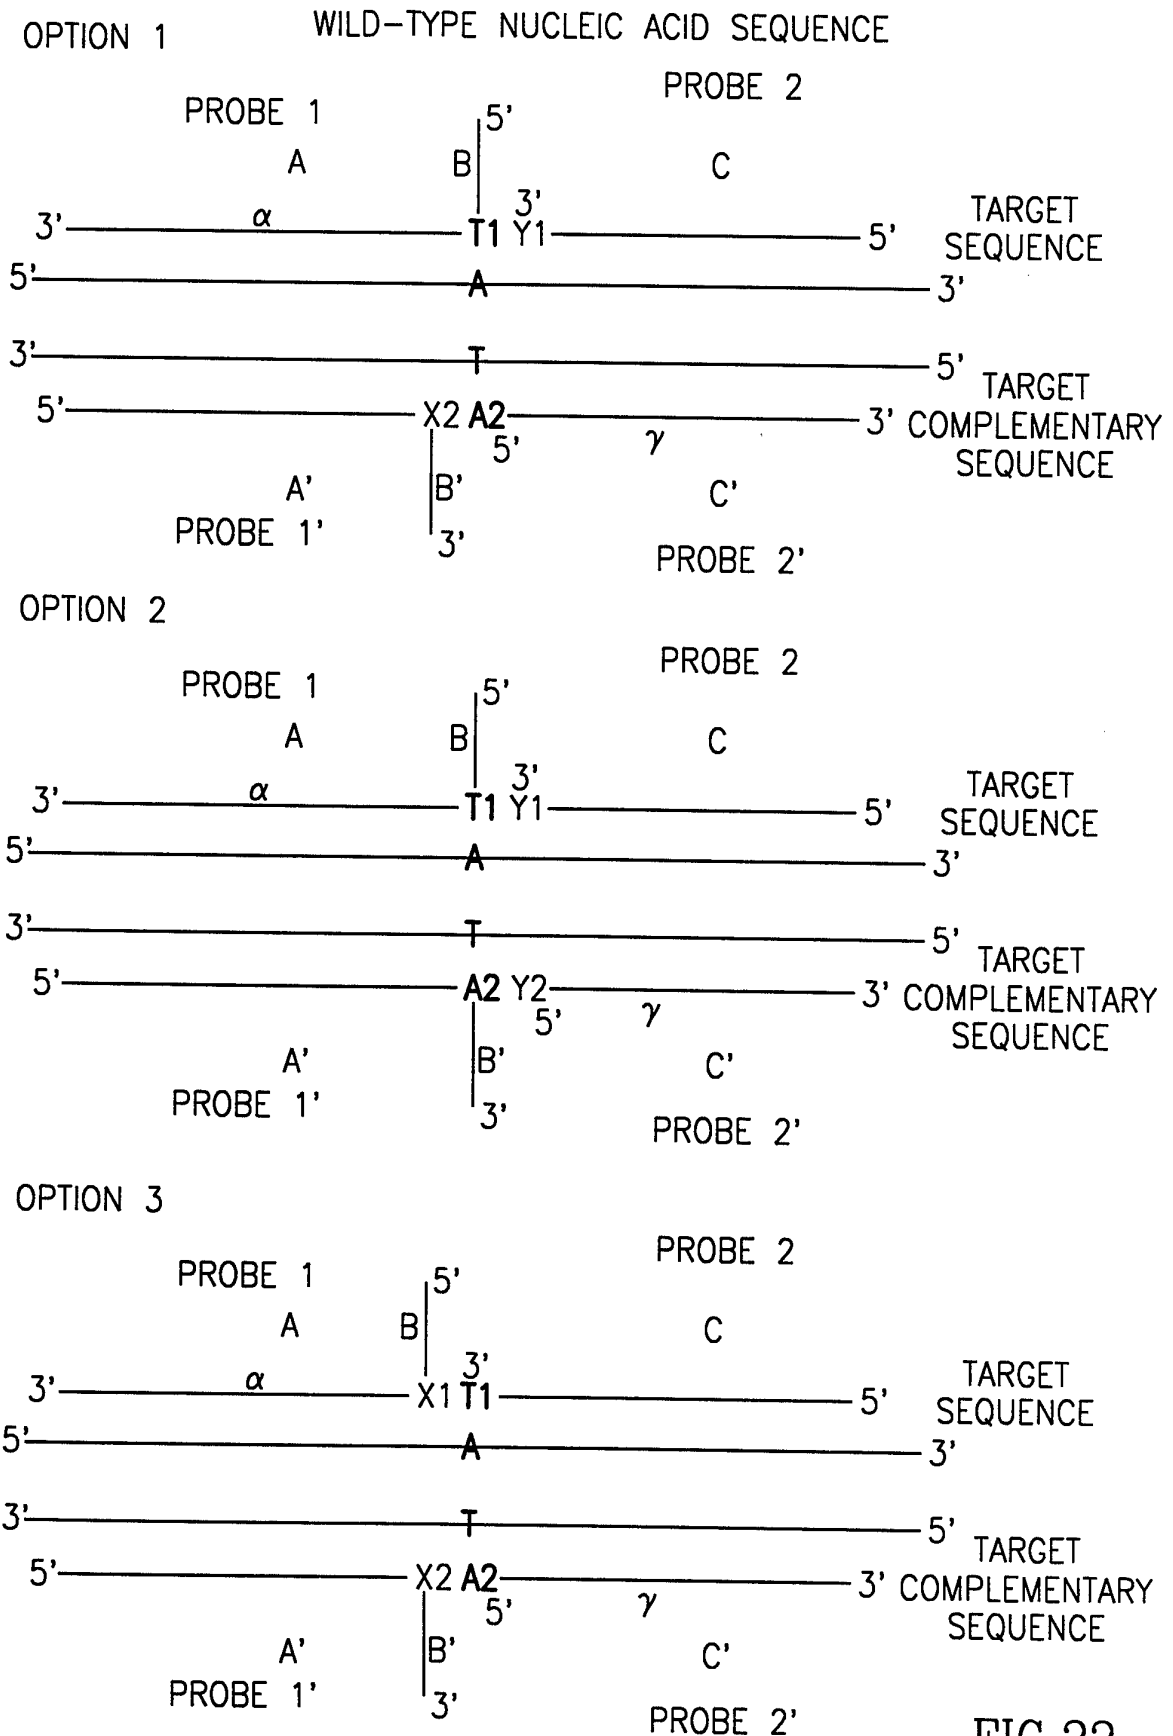 OPTION 1
WILD-TYPE NUCLEIC ACID SEQUENCE
PROBE 1
PROBE 2
5'
A
B
C
3'
3'
α
T1 Y1
5'
TARGET
SEQUENCE
5'
A
3'
3'
T
5'
5'
X2 A2
3'
TARGET
COMPLEMENTARY
SEQUENCE
5'
γ
A'
B'
C'
PROBE 1'
3'
PROBE 2'
OPTION 2
PROBE 1
PROBE 2
5'
A
B
C
3'
3'
α
T1 Y1
5'
TARGET
SEQUENCE
5'
A
3'
3'
T
5'
5'
A2 Y2
3'
TARGET
COMPLEMENTARY
SEQUENCE
5'
γ
A'
B'
C'
PROBE 1'
3'
PROBE 2'
OPTION 3
PROBE 1
PROBE 2
5'
A
B
C
3'
3'
α
X1 T1
5'
TARGET
SEQUENCE
5'
A
3'
3'
T
5'
5'
X2 A2
3'
TARGET
COMPLEMENTARY
SEQUENCE
5'
γ
A'
B'
C'
PROBE 1'
3'
PROBE 2'